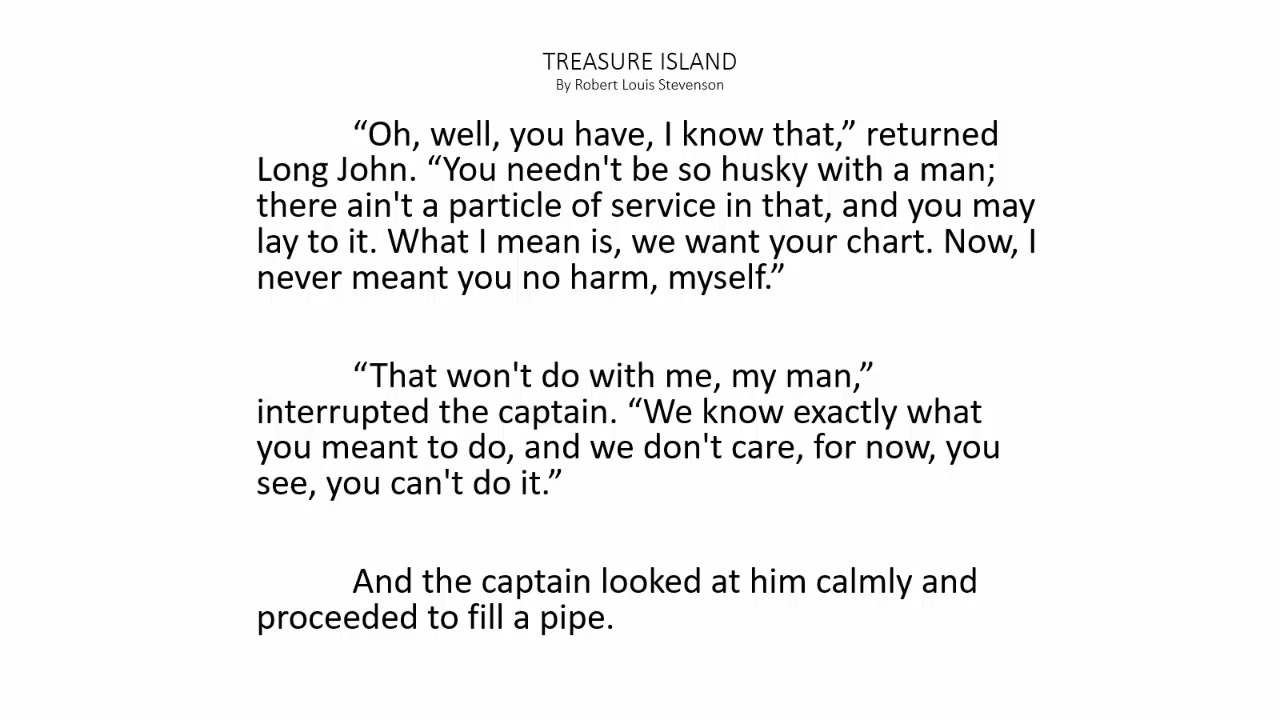 TREASURE ISLAND
By Robert Louis Stevenson
“Oh, well, you have, I know that,” returned
Long John. “You needn't be so husky with a man;
there ain't a particle of service in that, and you may
lay to it. What I mean is, we want your chart. Now, I
never meant you no harm, myself.”
“That won't do with me, my man,”
interrupted the captain. “We know exactly what
you meant to do, and we don't care, for now, you
see, you can't do it.”
And the captain looked at him calmly and
proceeded to fill a pipe.